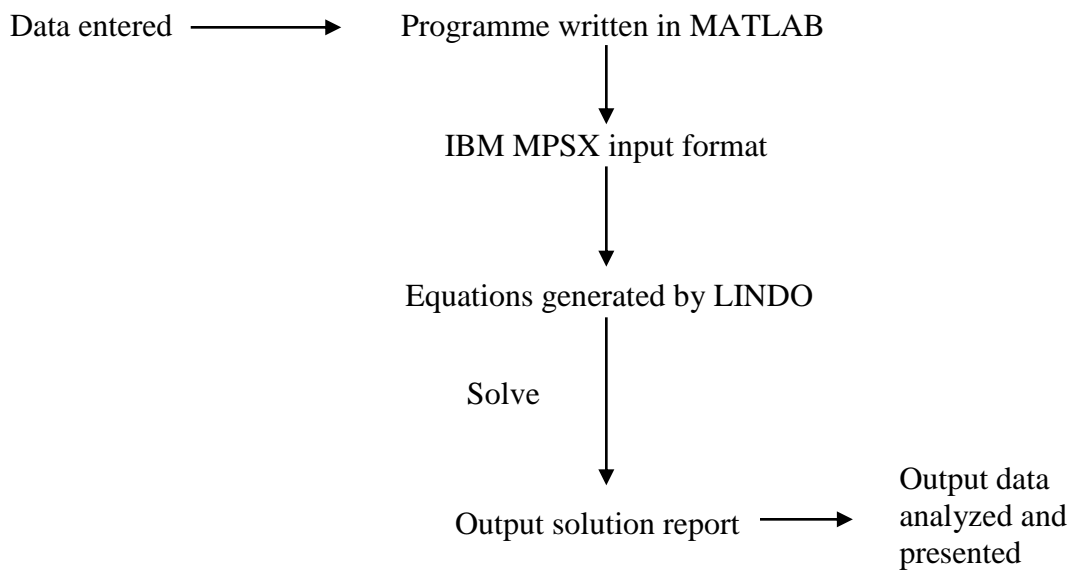 Data entered
Programme written in MATLAB
IBM MPSX input format
Equations generated by LINDO
Solve
Output solution report
Output data
analyzed and
presented